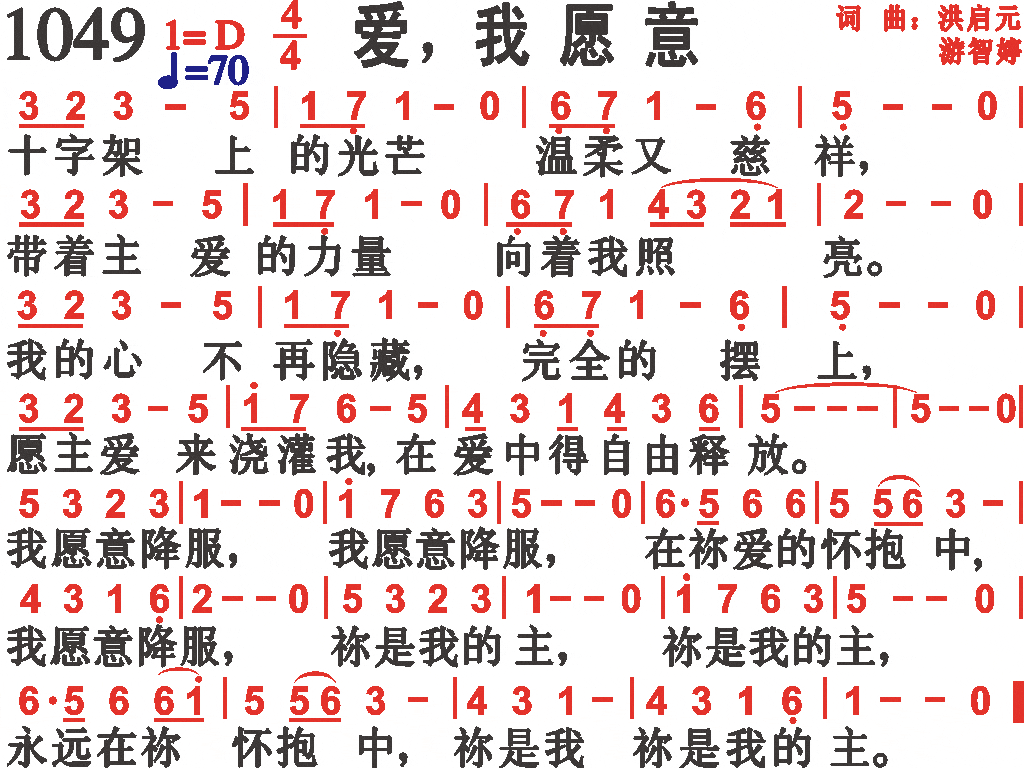 1049 1=D 4/4 爱，我愿意 词 曲：洪启元
♩=70 游智婷
3 2 3 - 5 | 1 7 1 - 0 | 6 7 1 - 6 | 5 - - 0 |
十字架 上 的光芒 温柔又 慈 祥，
3 2 3 - 5 | 1 7 1 - 0 | 6 7 1 4 3 2 1 | 2 - - 0 |
带着主 爱 的力量 向着我照 亮。
3 2 3 - 5 | 1 7 1 - 0 | 6 7 1 - 6 | 5 - - 0 |
我的心 不 再隐藏， 完全的 摆 上，
3 2 3 - 5 | 1 7 6 - 5 | 4 3 1 4 3 6 | 5 - - - | 5 - - 0 |
愿主爱 来浇灌我，在爱中得自由释 放。
5 3 2 3 | 1 - - 0 | 1 7 6 3 | 5 - - 0 | 6· 5 6 6 | 5 5 6 3 - |
我愿意降服， 我愿意降服， 在祢爱的怀抱 中，
4 3 1 6 | 2 - - 0 | 5 3 2 3 | 1 - - 0 | 1 7 6 3 | 5 - - 0 |
我愿意降服， 祢是我的 主， 祢是我的主，
6· 5 6 6 1 | 5 5 6 3 - | 4 3 1 - | 4 3 1 6 | 1 - - 0
永远在祢 怀抱 中， 祢是我 祢是我的 主。